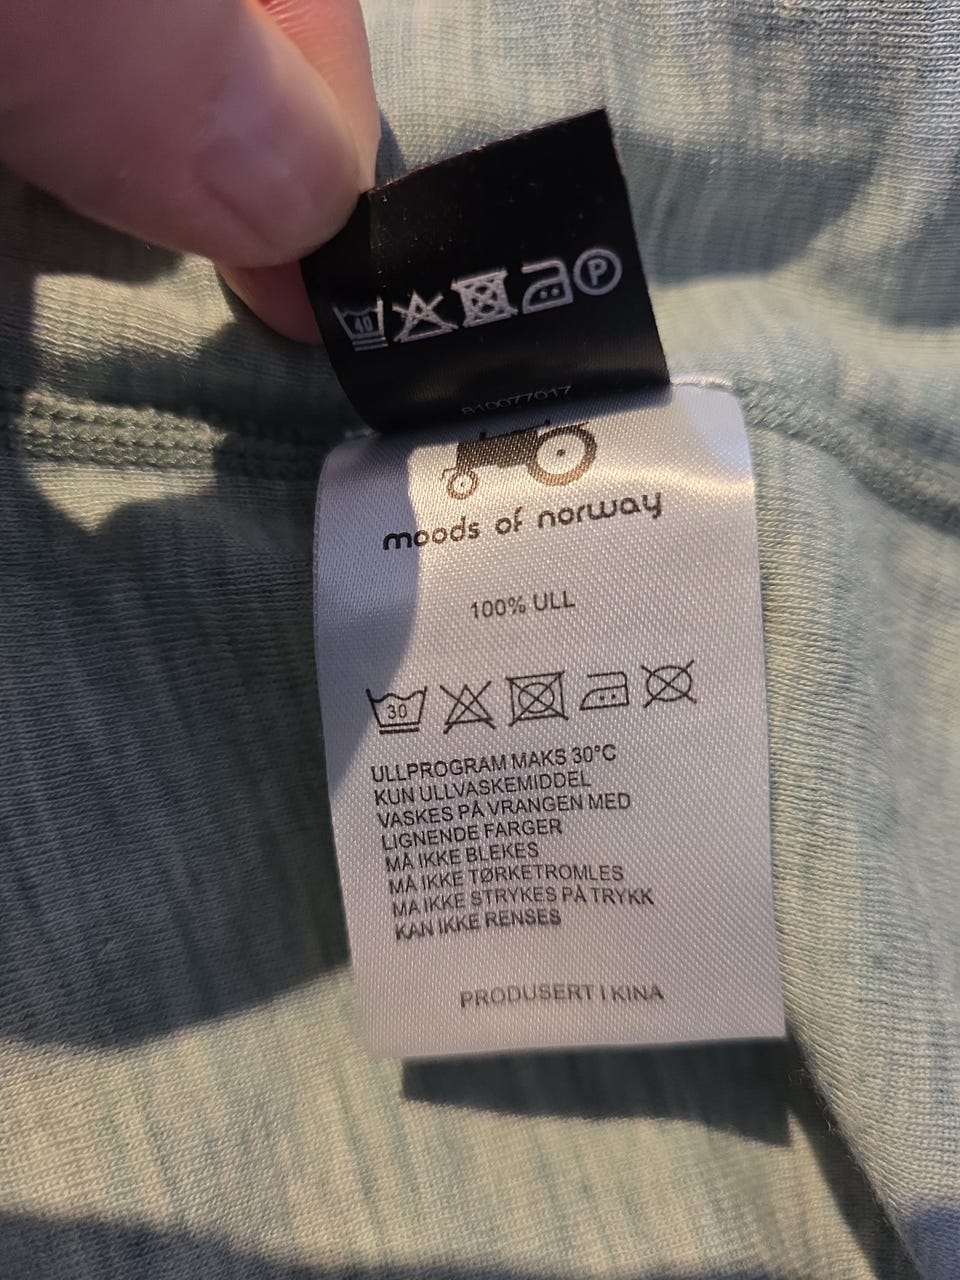 40
P
810077017
moods of norway
100% ULL
30
ULLPROGRAM MAKS 30°C
KUN ULLVASKEMIDDEL
VASKES PÅ VRANGEN MED
LIGNENDE FARGER
MÅ IKKE BLEKES
MÅ IKKE TØRKETROMLES
MA IKKE STRYKES PÅ TRYKK
KAN IKKE RENSES
PRODUSERT I KINA